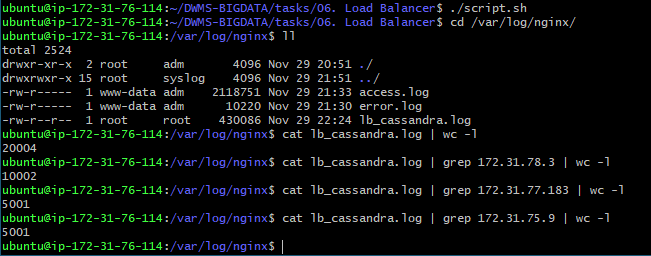 ubuntu@ip-172-31-76-114:~/DWMS-BIGDATA/tasks/06. Load Balancer$ ./script.sh
ubuntu@ip-172-31-76-114:~/DWMS-BIGDATA/tasks/06. Load Balancer$ cd /var/log/nginx/
ubuntu@ip-172-31-76-114:/var/log/nginx$ ll
total 2524
drwxr-xr-x  2 root     adm       4096 Nov 29 20:51 ./
drwxrwxr-x 15 root     syslog    4096 Nov 29 21:51 ../
-rw-r-----  1 www-data adm    2118751 Nov 29 21:33 access.log
-rw-r-----  1 www-data adm      10220 Nov 29 21:30 error.log
-rw-r--r--  1 root     root    430086 Nov 29 22:24 lb_cassandra.log
ubuntu@ip-172-31-76-114:/var/log/nginx$ cat lb_cassandra.log | wc -l
20004
ubuntu@ip-172-31-76-114:/var/log/nginx$ cat lb_cassandra.log | grep 172.31.78.3 | wc -l
10002
ubuntu@ip-172-31-76-114:/var/log/nginx$ cat lb_cassandra.log | grep 172.31.77.183 | wc -l
5001
ubuntu@ip-172-31-76-114:/var/log/nginx$ cat lb_cassandra.log | grep 172.31.75.9 | wc -l
5001
ubuntu@ip-172-31-76-114:/var/log/nginx$